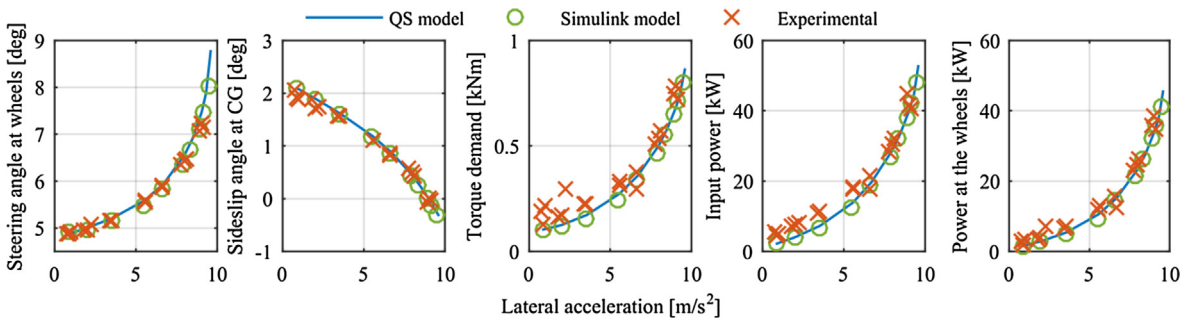 QS model Simulink model Experimental
Steering angle at wheels [deg]
9
8
7
6
5
0 5 10
Sideslip angle at CG [deg]
3
2
1
0
-1
0 5 10
Torque demand [kNm]
1
0.5
0
0 5 10
Input power [kW]
60
40
20
0
0 5 10
Power at the wheels [kW]
60
40
20
0
0 5 10
Lateral acceleration [m/s²]